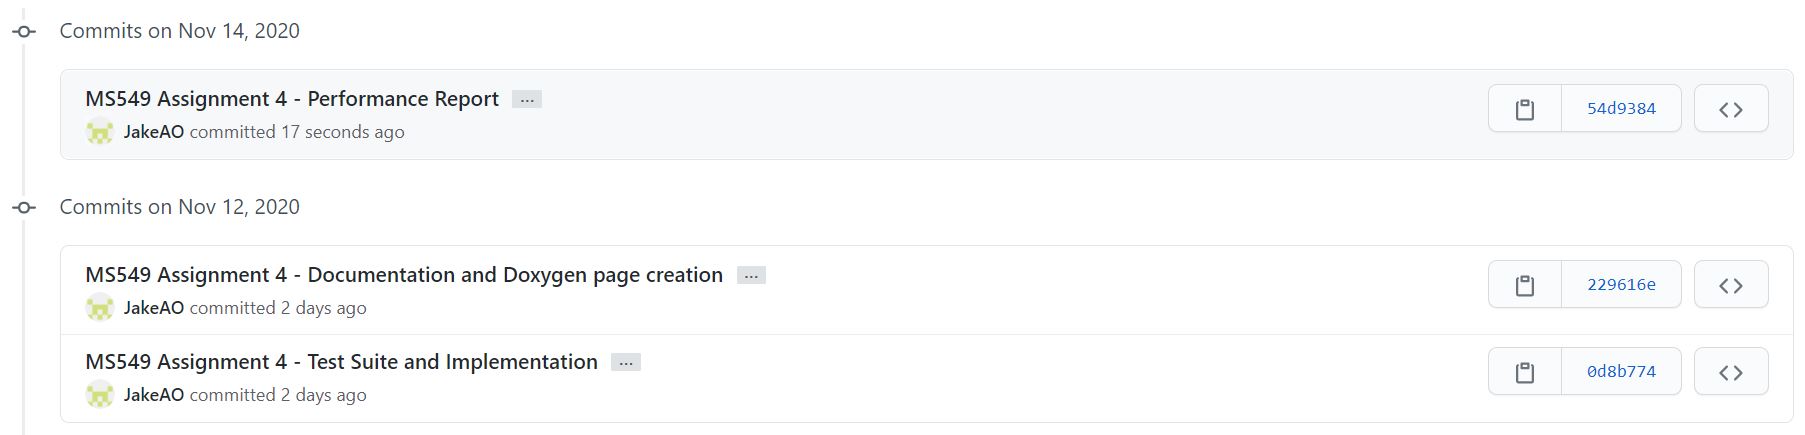 Commits on Nov 14, 2020
MS549 Assignment 4 - Performance Report ...
JakeAO committed 17 seconds ago
54d9384
Commits on Nov 12, 2020
MS549 Assignment 4 - Documentation and Doxygen page creation ...
JakeAO committed 2 days ago
229616e
MS549 Assignment 4 - Test Suite and Implementation ...
JakeAO committed 2 days ago
0d8b774